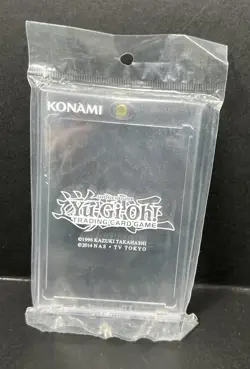 KONAMI
Yu-Gi-Oh!
TRADING CARD GAME
©1996 KAZUKI TAKAHASHI
©2014 NAS • TV TOKYO